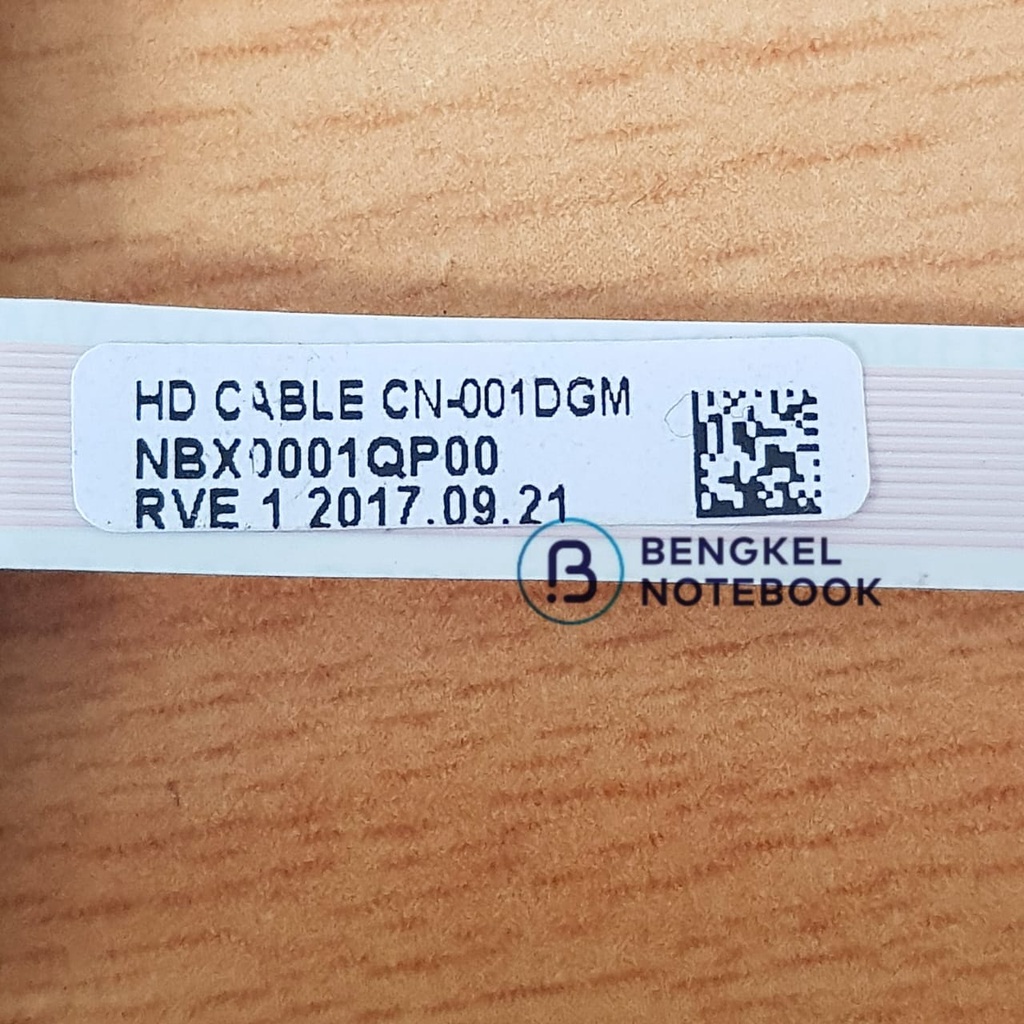 HD CABLE CN-001DGM
NBX0001QP00
RVE 1 2017.09.21
BENGKEL
NOTEBOOK